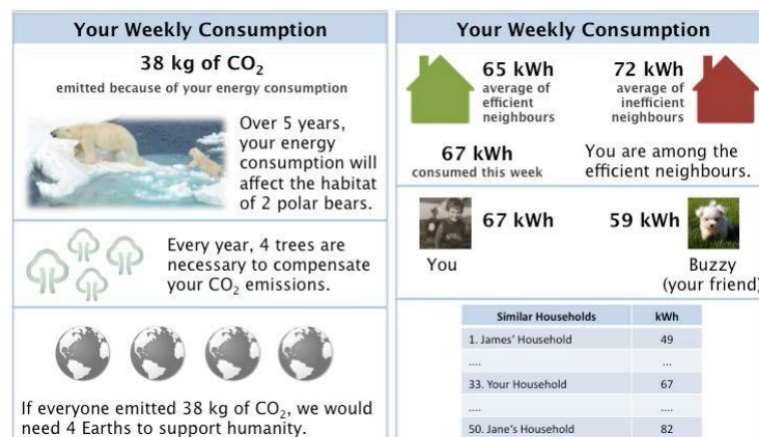 Your Weekly Consumption
38 kg of CO₂
emitted because of your energy consumption
Over 5 years,
your energy
consumption will
affect the habitat
of 2 polar bears.
Every year, 4 trees are
necessary to compensate
your CO₂ emissions.
If everyone emitted 38 kg of CO₂, we would
need 4 Earths to support humanity.
Your Weekly Consumption
65 kWh
average of
efficient
neighbours
72 kWh
average of
inefficient
neighbours
67 kWh
consumed this week
You are among the
efficient neighbours.
67 kWh
You
59 kWh
Buzzy
(your friend)
Similar Households kWh
1. James' Household 49
.... ...
33. Your Household 67
.... ....
50. Jane's Household 82